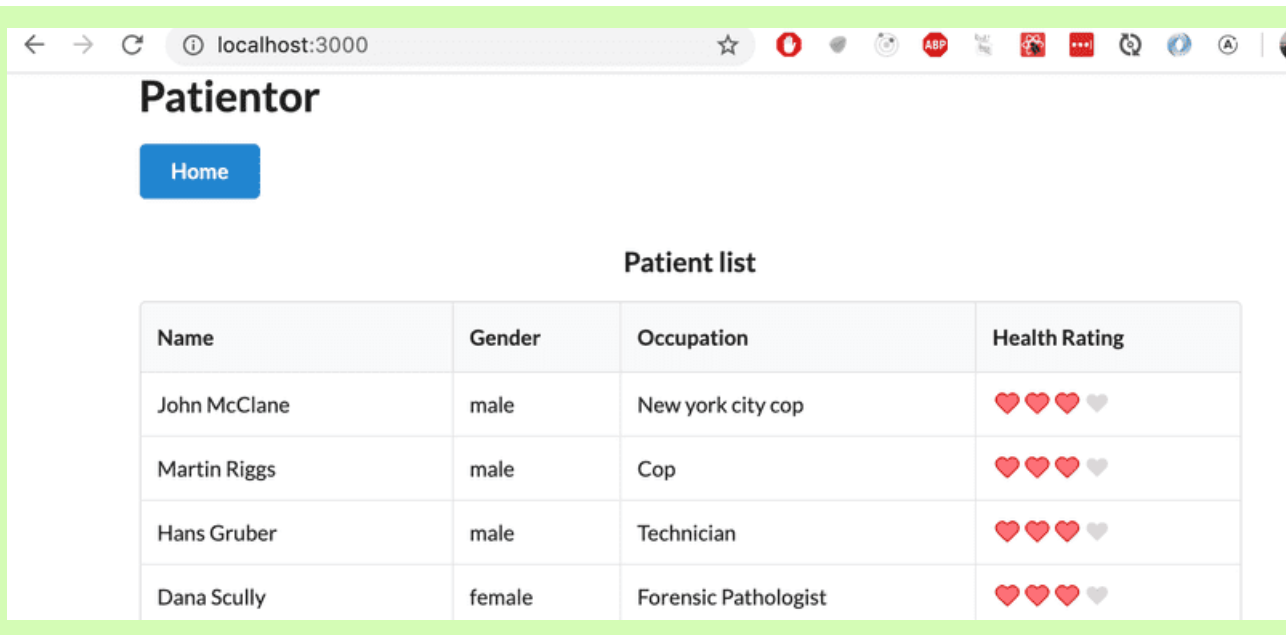 localhost:3000
ABP
A
Patientor
Home
Patient list
Name Gender Occupation Health Rating
John McClane male New york city cop
Martin Riggs male Cop
Hans Gruber male Technician
Dana Scully female Forensic Pathologist